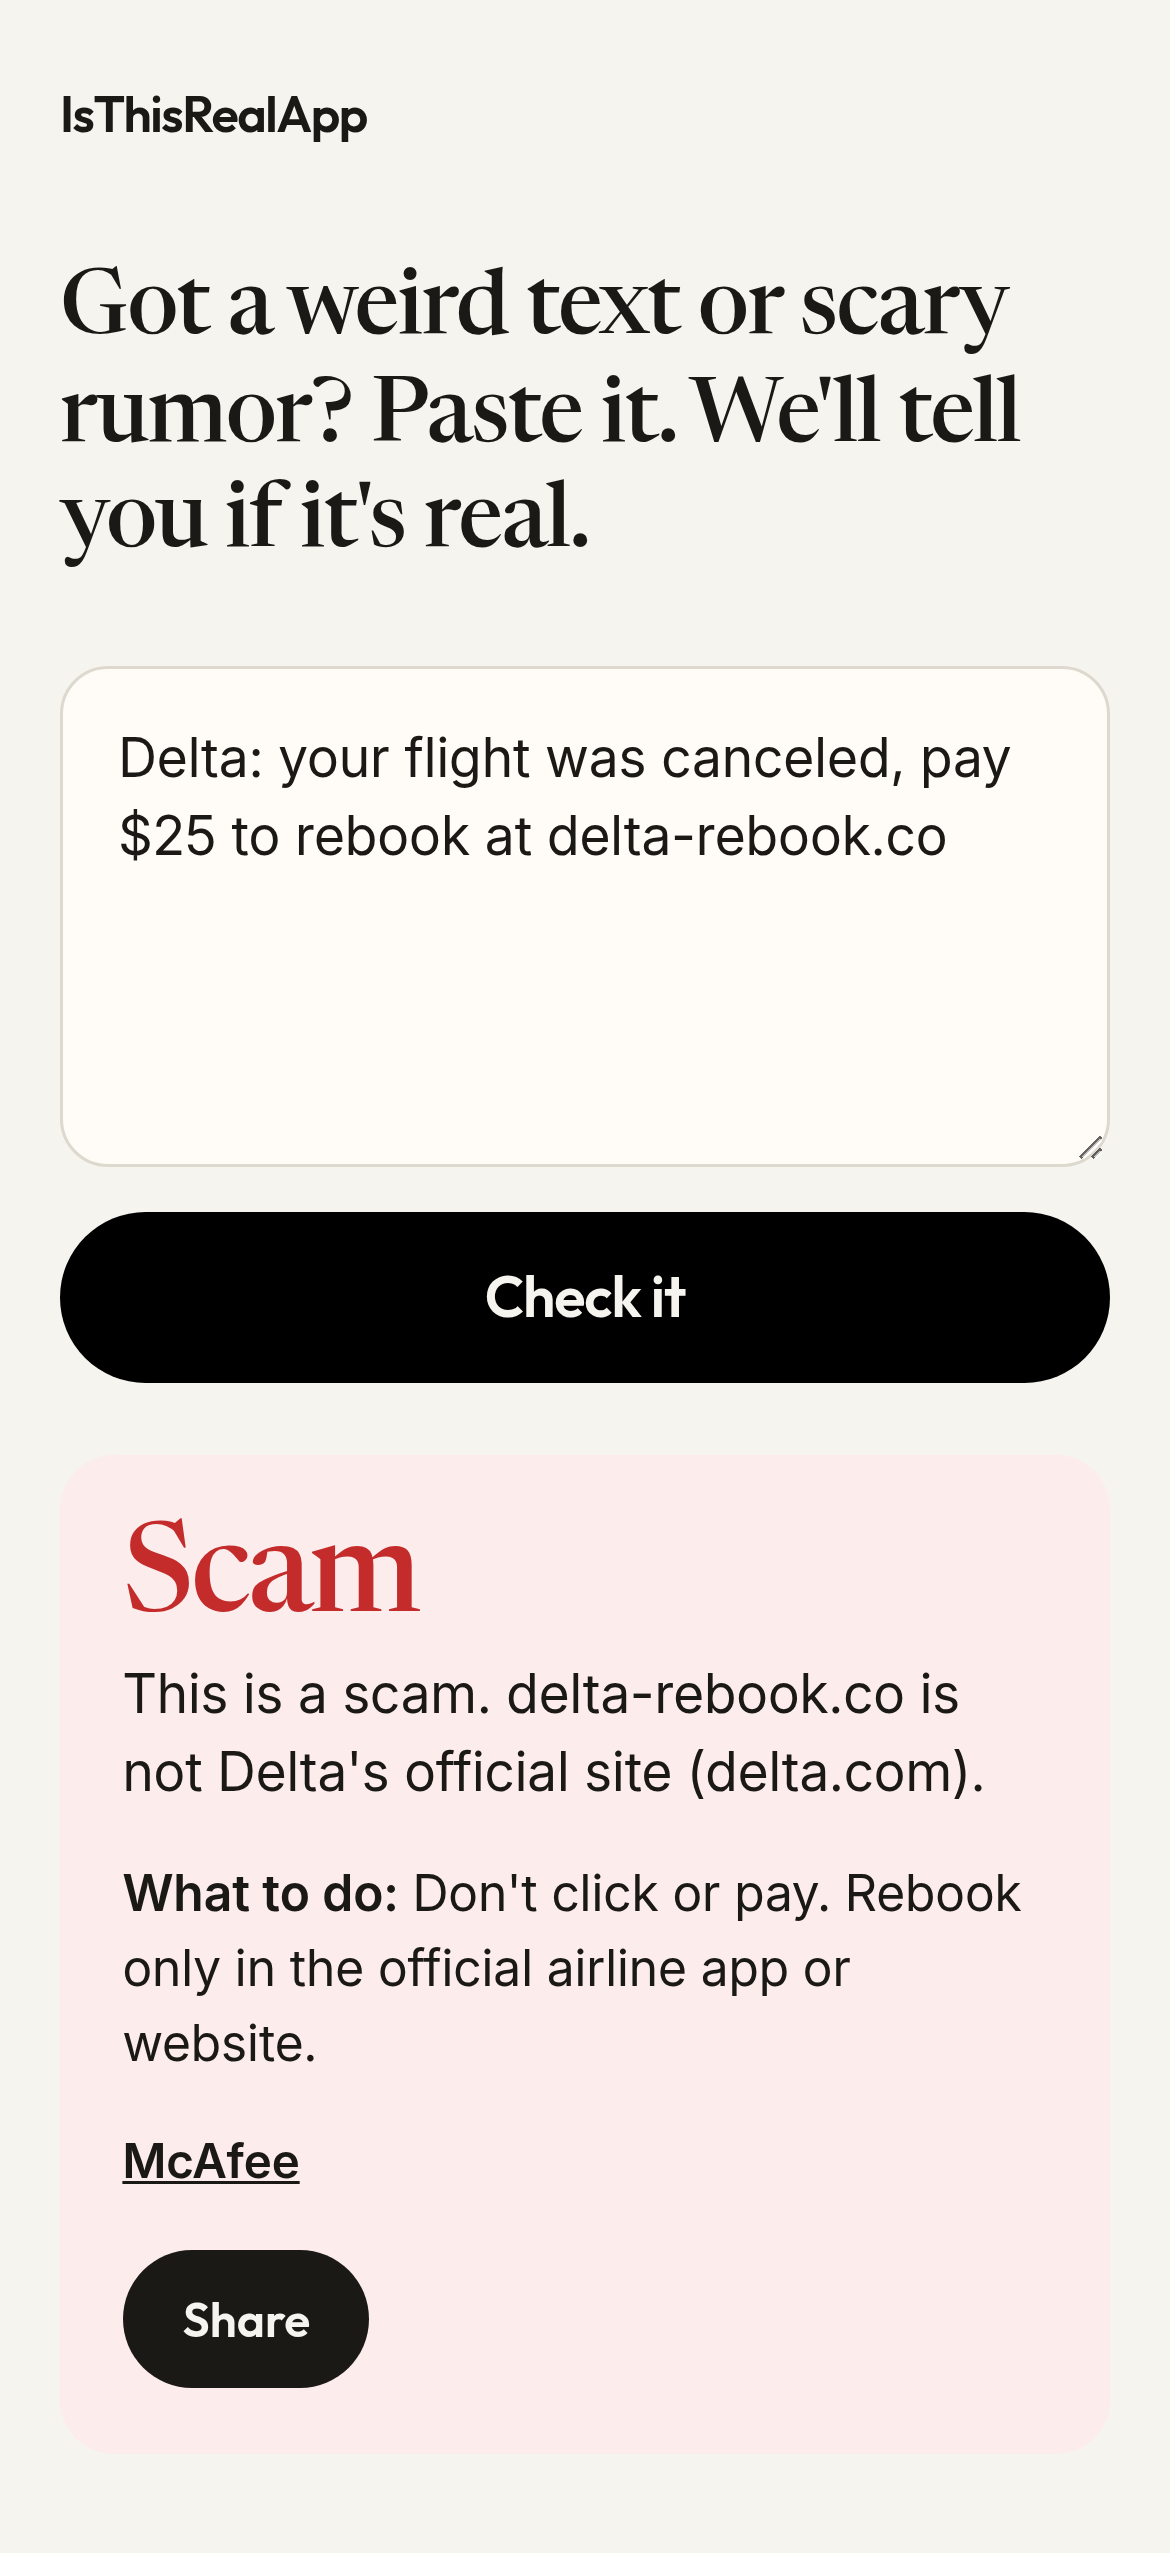 IsThisRealApp
Got a weird text or scary
rumor? Paste it. We'll tell
you if it's real.
Delta: your flight was canceled, pay
$25 to rebook at delta-rebook.co
Check it
Scam
This is a scam. delta-rebook.co is
not Delta's official site (delta.com).
What to do: Don't click or pay. Rebook
only in the official airline app or
website.
McAfee
Share